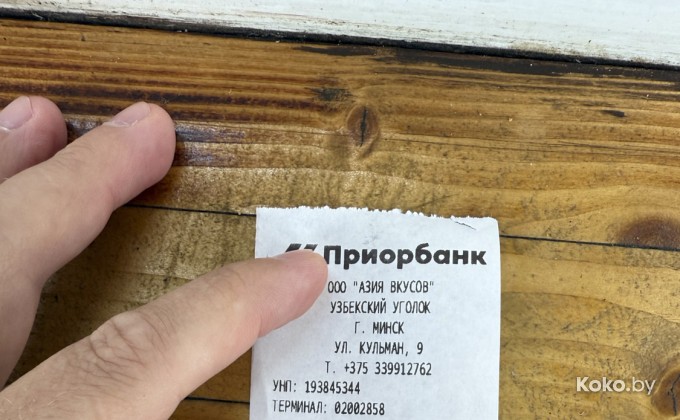 Приорбанк
ООО "АЗИЯ ВКУСОВ"
УЗБЕКСКИЙ УГОЛОК
Г. МИНСК
УЛ. КУЛЬМАН, 9
Т. +375 339912762
УНП: 193845344
ТЕРМИНАЛ: 02002858
Koko.by